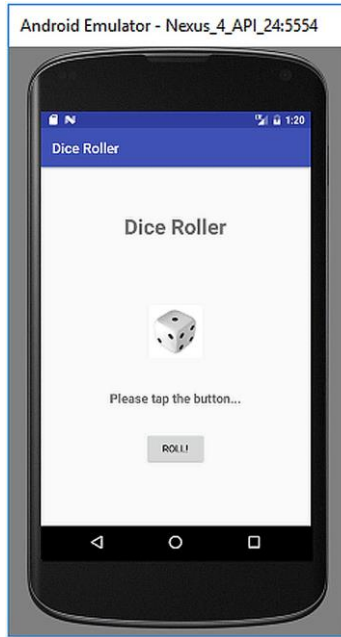 Android Emulator - Nexus_4_API_24:5554
1:20
Dice Roller
Dice Roller
Please tap the button...
ROLL!